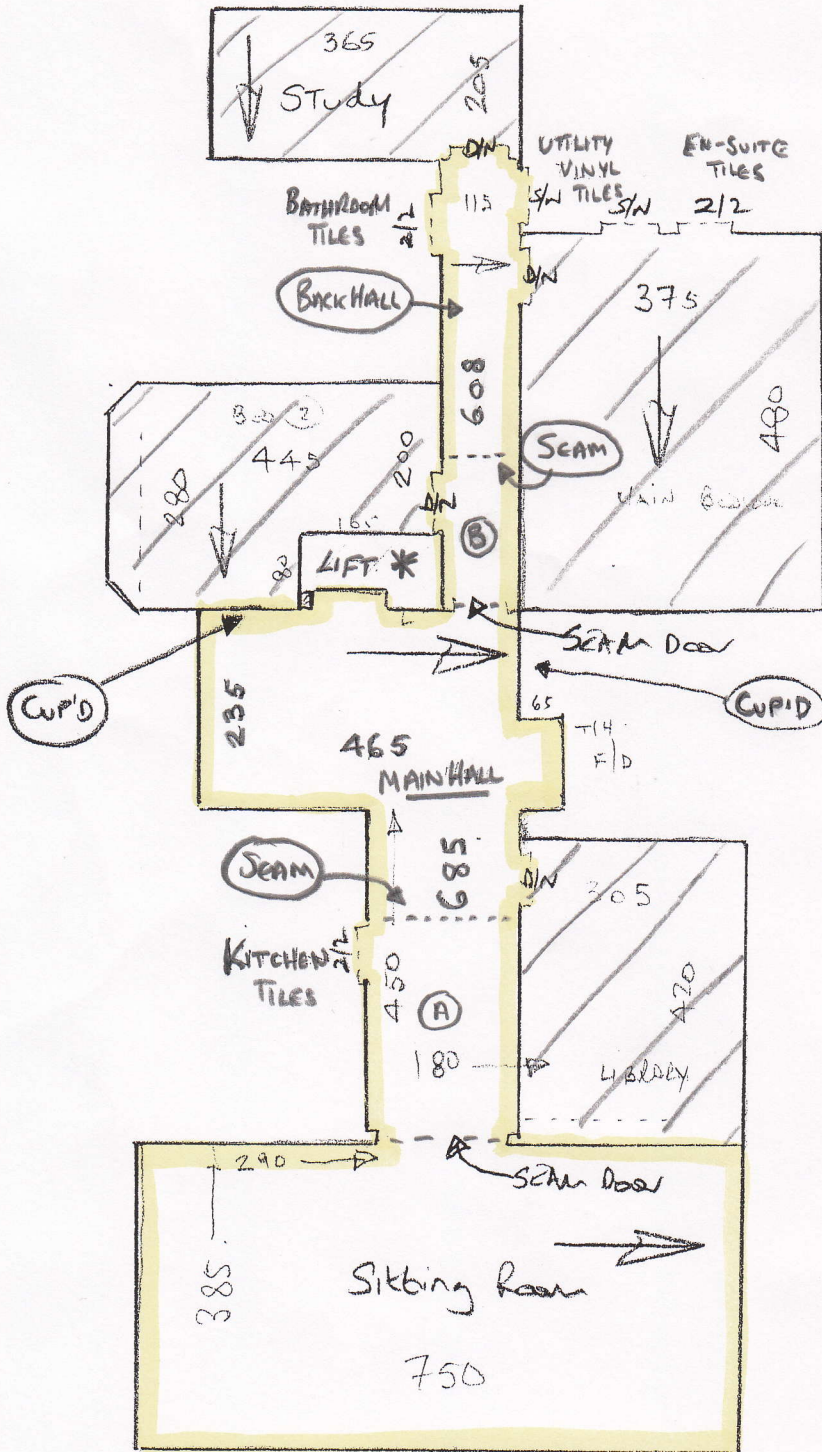 365
STUDY
205
D/N
UTILITY
VINYL
TILES
EN-SUITE
TILES
BATHROOM
TILES
2/2
115
S/N
S/N
2/2
D/N
BACK HALL
375
608
480
SEAM
445
200
280
165
80
LIFT *
B
MAIN
SEAM DOOR
CUP'D
CUP'D
235
65
F/D
465
MAIN HALL
685
SEAM
D/N
305
KITCHEN
TILES
2/2
450
A
420
180
LIBRARY
290
SEAM DOOR
385
Sitting Room
750